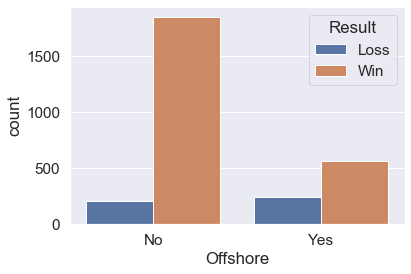 Result
Loss
Win
1500
1000
500
0
count
No
Yes
Offshore